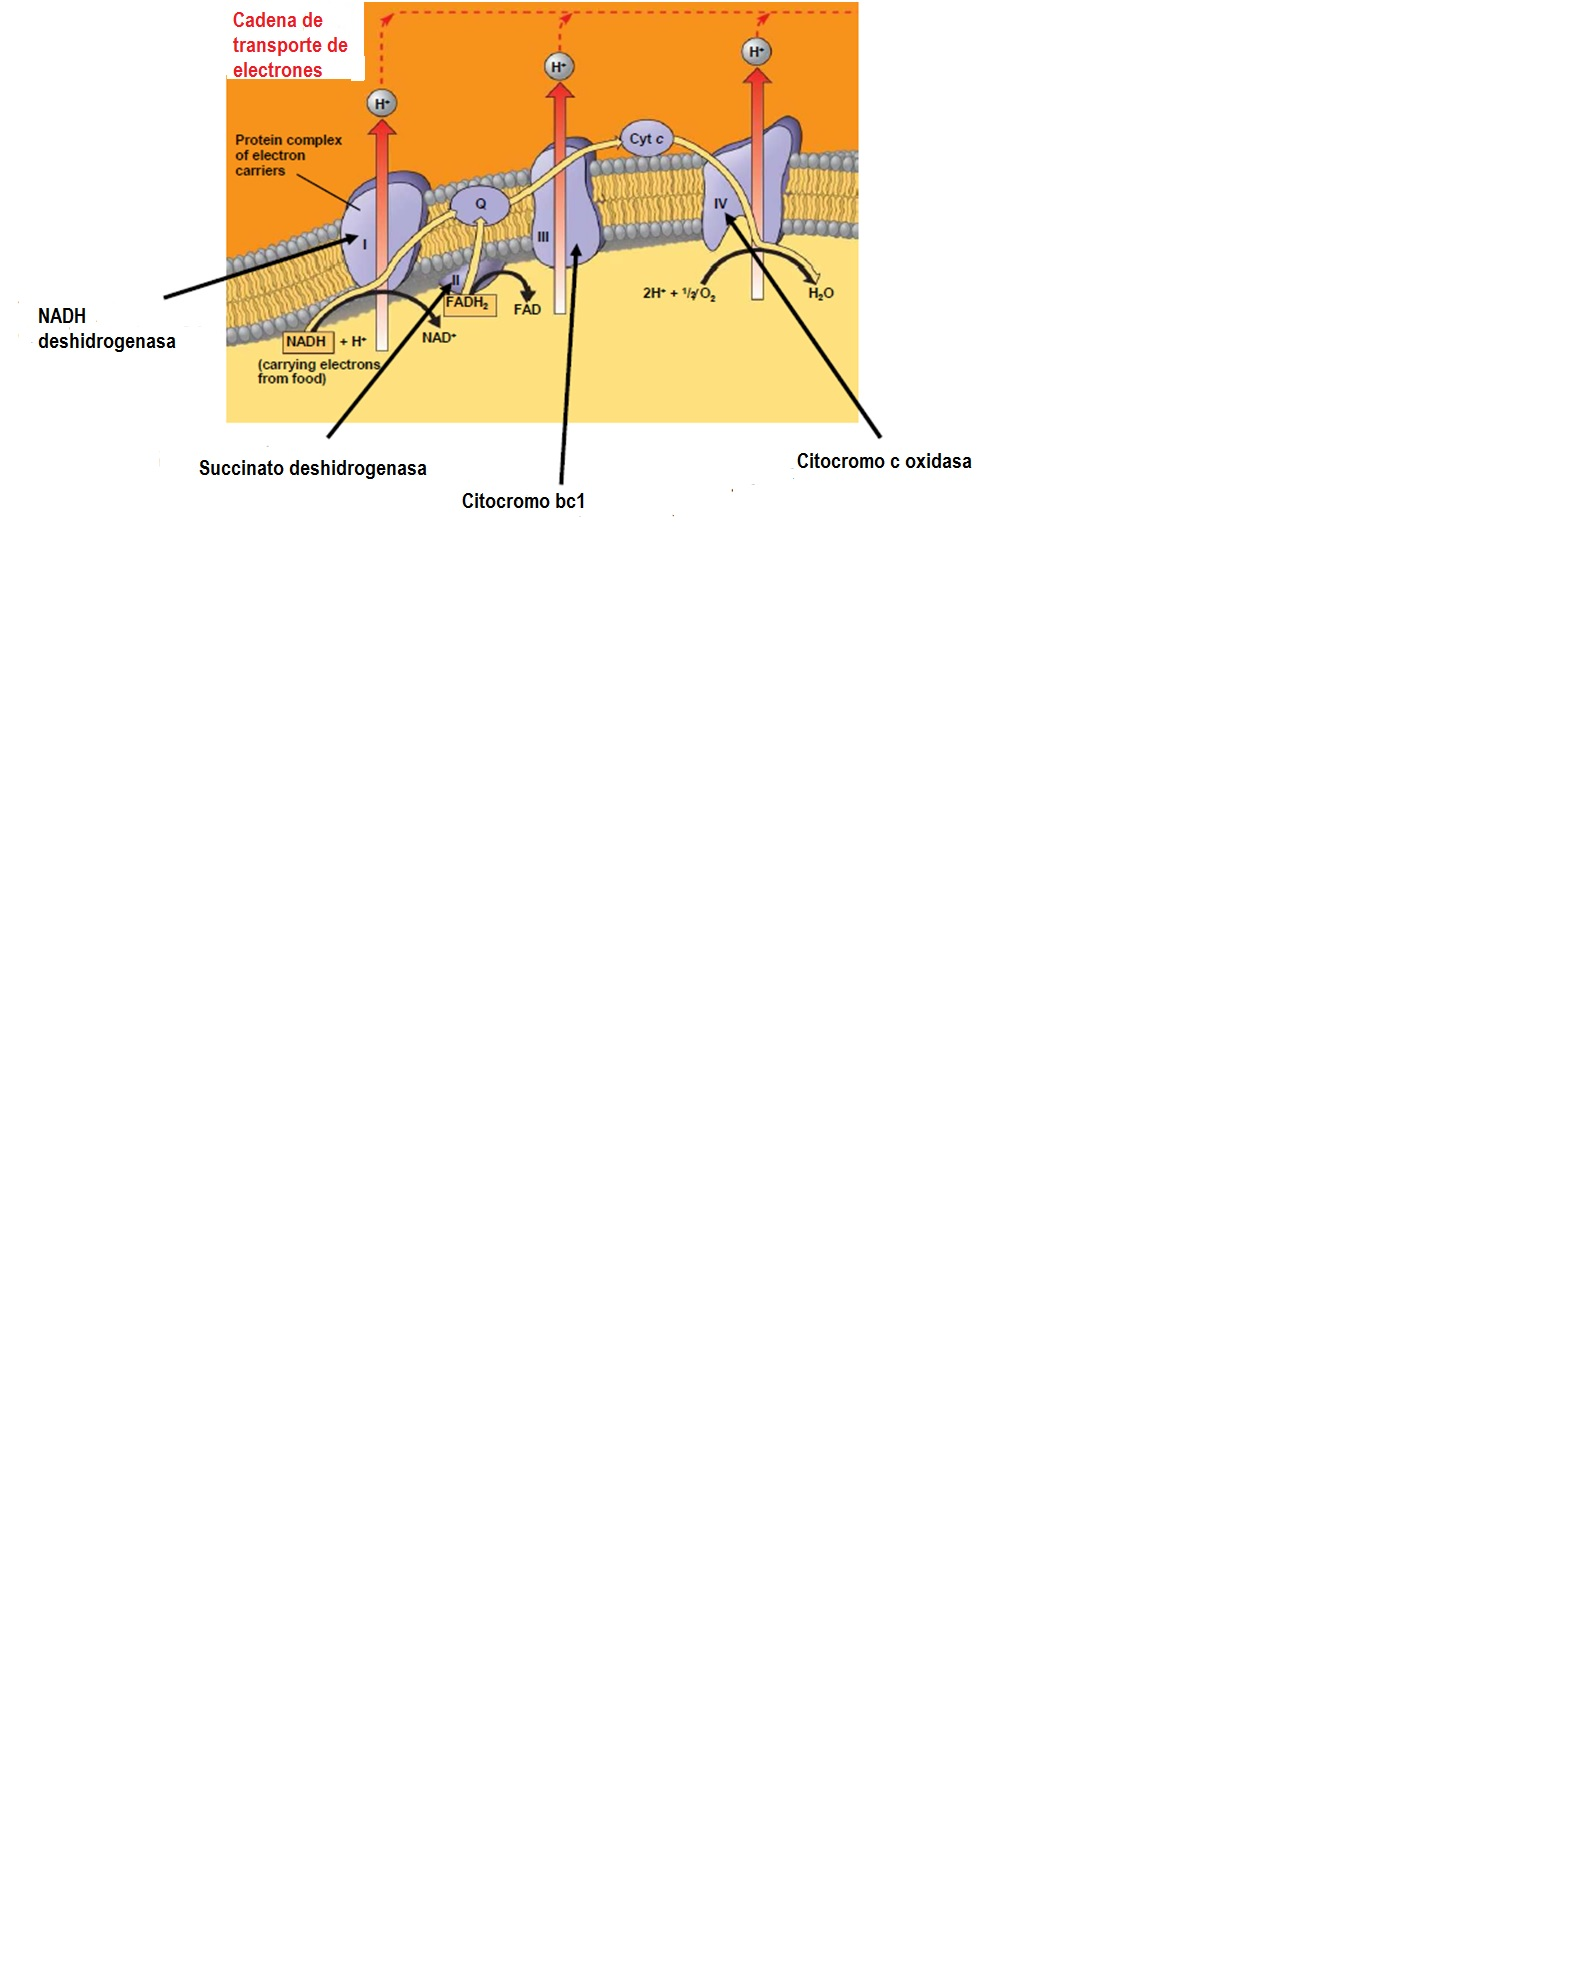 Cadena de
transporte de
electrones
H⁺
H⁺
H⁺
Protein complex
of electron
carriers
Cyt c
Q
I
II
III
IV
FADH₂
FAD
2H⁺ + ¹/₂ O₂
H₂O
NADH
+ H⁺
NAD⁺
(carrying electrons
from food)
NADH
deshidrogenasa
Succinato deshidrogenasa
Citocromo bc1
Citocromo c oxidasa